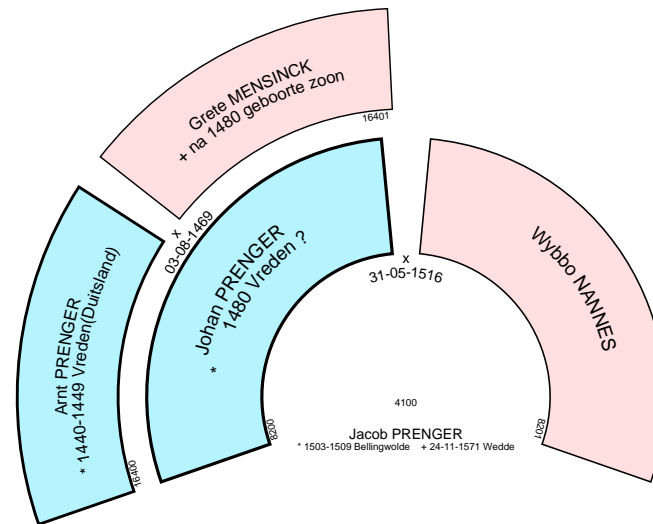 Grete MENSINCK
+ na 1480 geboorte zoon
16401
Arnt PRENGER
* 1440-1449 Vreden(Duitsland)
16400
x
03-08-1469
Johan PRENGER
* 1480 Vreden ?
8200
x
31-05-1516
Wybbo NANNES
8201
4100
Jacob PRENGER
* 1503-1509 Bellingwolde + 24-11-1571 Wedde